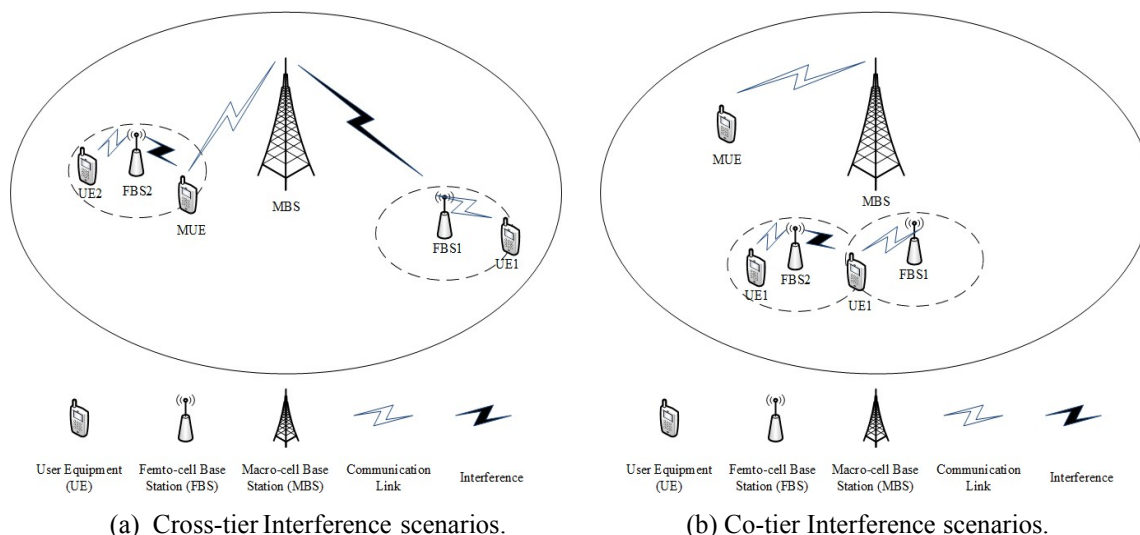 UE2
FBS2
MUE
MBS
FBS1
UE1
User Equipment
(UE)
Femto-cell Base
Station (FBS)
Macro-cell Base
Station (MBS)
Communication
Link
Interference
(a) Cross-tier Interference scenarios.
MUE
MBS
UE1
FBS2
UE1
FBS1
User Equipment
(UE)
Femto-cell Base
Station (FBS)
Macro-cell Base
Station (MBS)
Communication
Link
Interference
(b) Co-tier Interference scenarios.